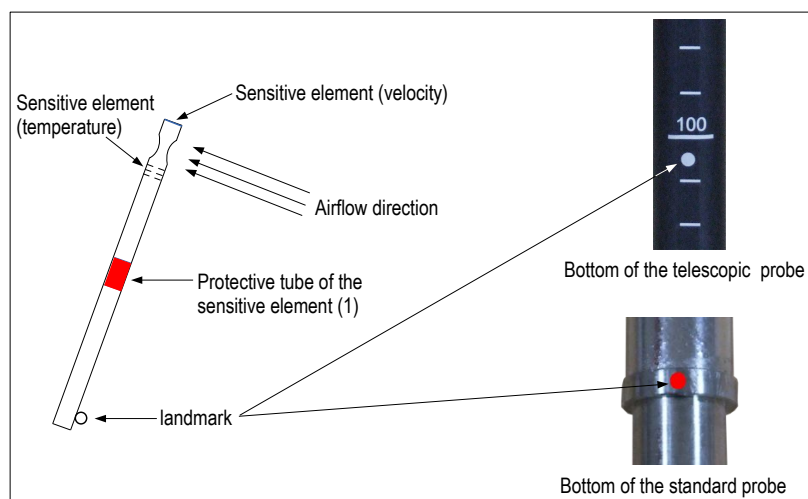 Sensitive element (velocity)
Sensitive element
(temperature)
100
Airflow direction
Bottom of the telescopic probe
Protective tube of the
sensitive element (1)
landmark
Bottom of the standard probe